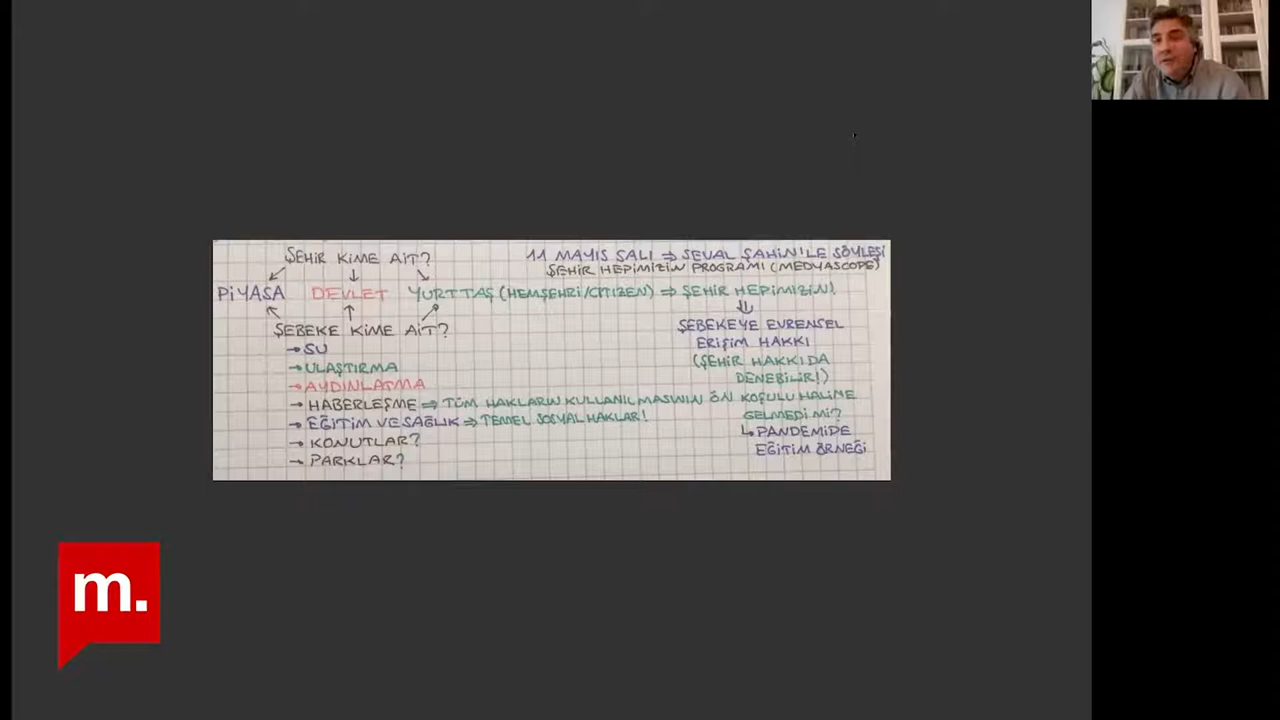 ŞEHİR KİME AİT?
11 MAYIS SALI ⇒ SEVAL ŞAHİN'LE SÖYLEŞİ
ŞEHİR HEPİMİZİN PROGRAMI (MEDYASCOPE)
PİYASA DEVLET YURTTAŞ (HEMŞEHRİ/CITIZEN) ⇒ ŞEHİR HEPİMİZİN!
ŞEBEKE KİME AİT?
→ SU
→ ULAŞTIRMA
→ AYDINLATMA
→ HABERLEŞME ⇒ TÜM HAKLARIN KULLANILMASININ ÖN KOŞULU HALİNE
GELMEDİ Mİ?
↳ PANDEMİDE
EĞİTİM ÖRNEĞİ
→ EĞİTİM VE SAĞLIK ⇒ TEMEL SOSYAL HAKLAR!
→ KONUTLAR?
→ PARKLAR?
ŞEBEKEYE EVRENSEL
ERİŞİM HAKKI
(ŞEHİR HAKKI DA
DENEBİLİR!)
m.